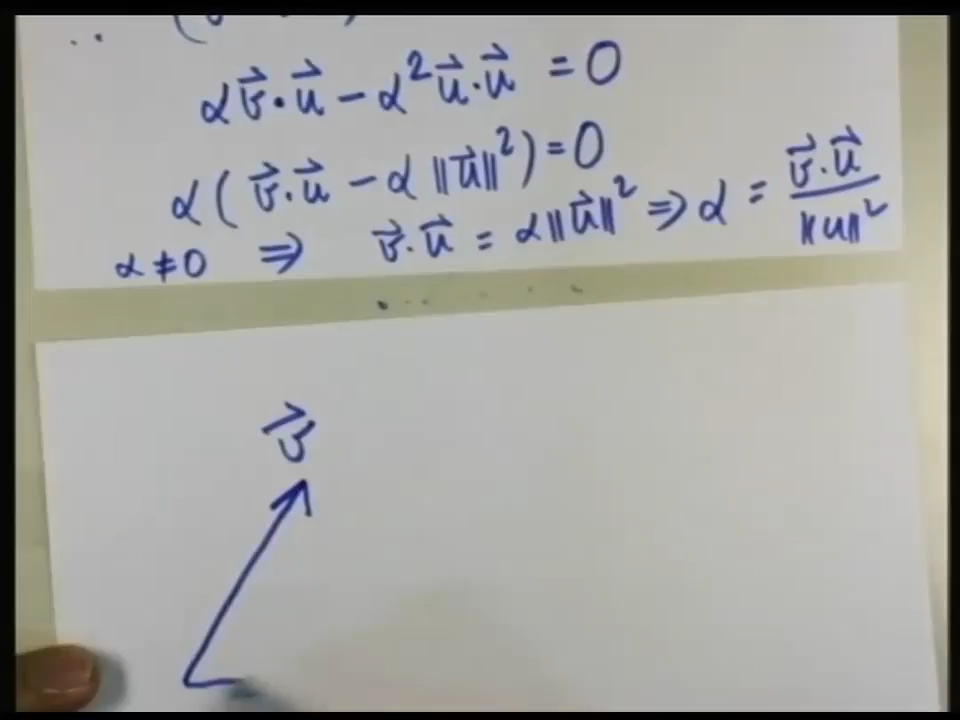 α v⃗·u⃗ − α² u⃗·u⃗ = 0
α( v⃗·u⃗ − α ‖u⃗‖² ) = 0
α ≠ 0 ⇒ v⃗·u⃗ = α‖u⃗‖² ⇒ α = v⃗·u⃗ / ‖u‖²
v⃗